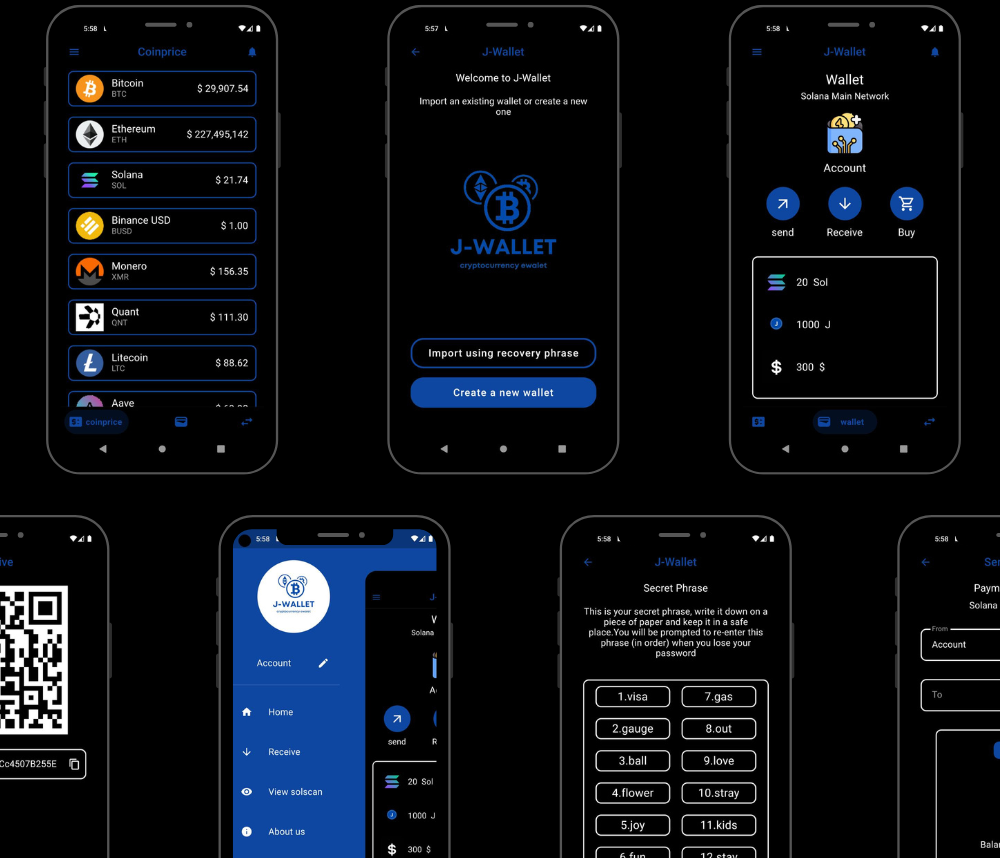 5:58
Coinprice
Bitcoin
BTC
$ 29,907.54
Ethereum
ETH
$ 227,495,142
Solana
SOL
$ 21.74
Binance USD
BUSD
$ 1.00
Monero
XMR
$ 156.35
Quant
QNT
$ 111.30
Litecoin
LTC
$ 88.62
Aave
coinprice
5:57
J-Wallet
Welcome to J-Wallet
Import an existing wallet or create a new
one
J-WALLET
cryptocurrency ewallet
Import using recovery phrase
Create a new wallet
5:58
J-Wallet
Wallet
Solana Main Network
Account
send
Receive
Buy
20 Sol
1000 J
300 $
wallet
ive
Cc4507B255E
5:58
J-WALLET
Account
Home
Receive
View solscan
About us
J-
W
Solana
A
send
R
20 Sol
1000 J
300 $
5:58
J-Wallet
Secret Phrase
This is your secret phrase, write it down on a
piece of paper and keep it in a safe
place.You will be prompted to re-enter this
phrase (in order) when you lose your
password
1.visa
7.gas
2.gauge
8.out
3.ball
9.love
4.flower
10.stray
5.joy
11.kids
6.fun
12.stay
5:58
Sen
Paym
Solana
From
Account
To
Balan